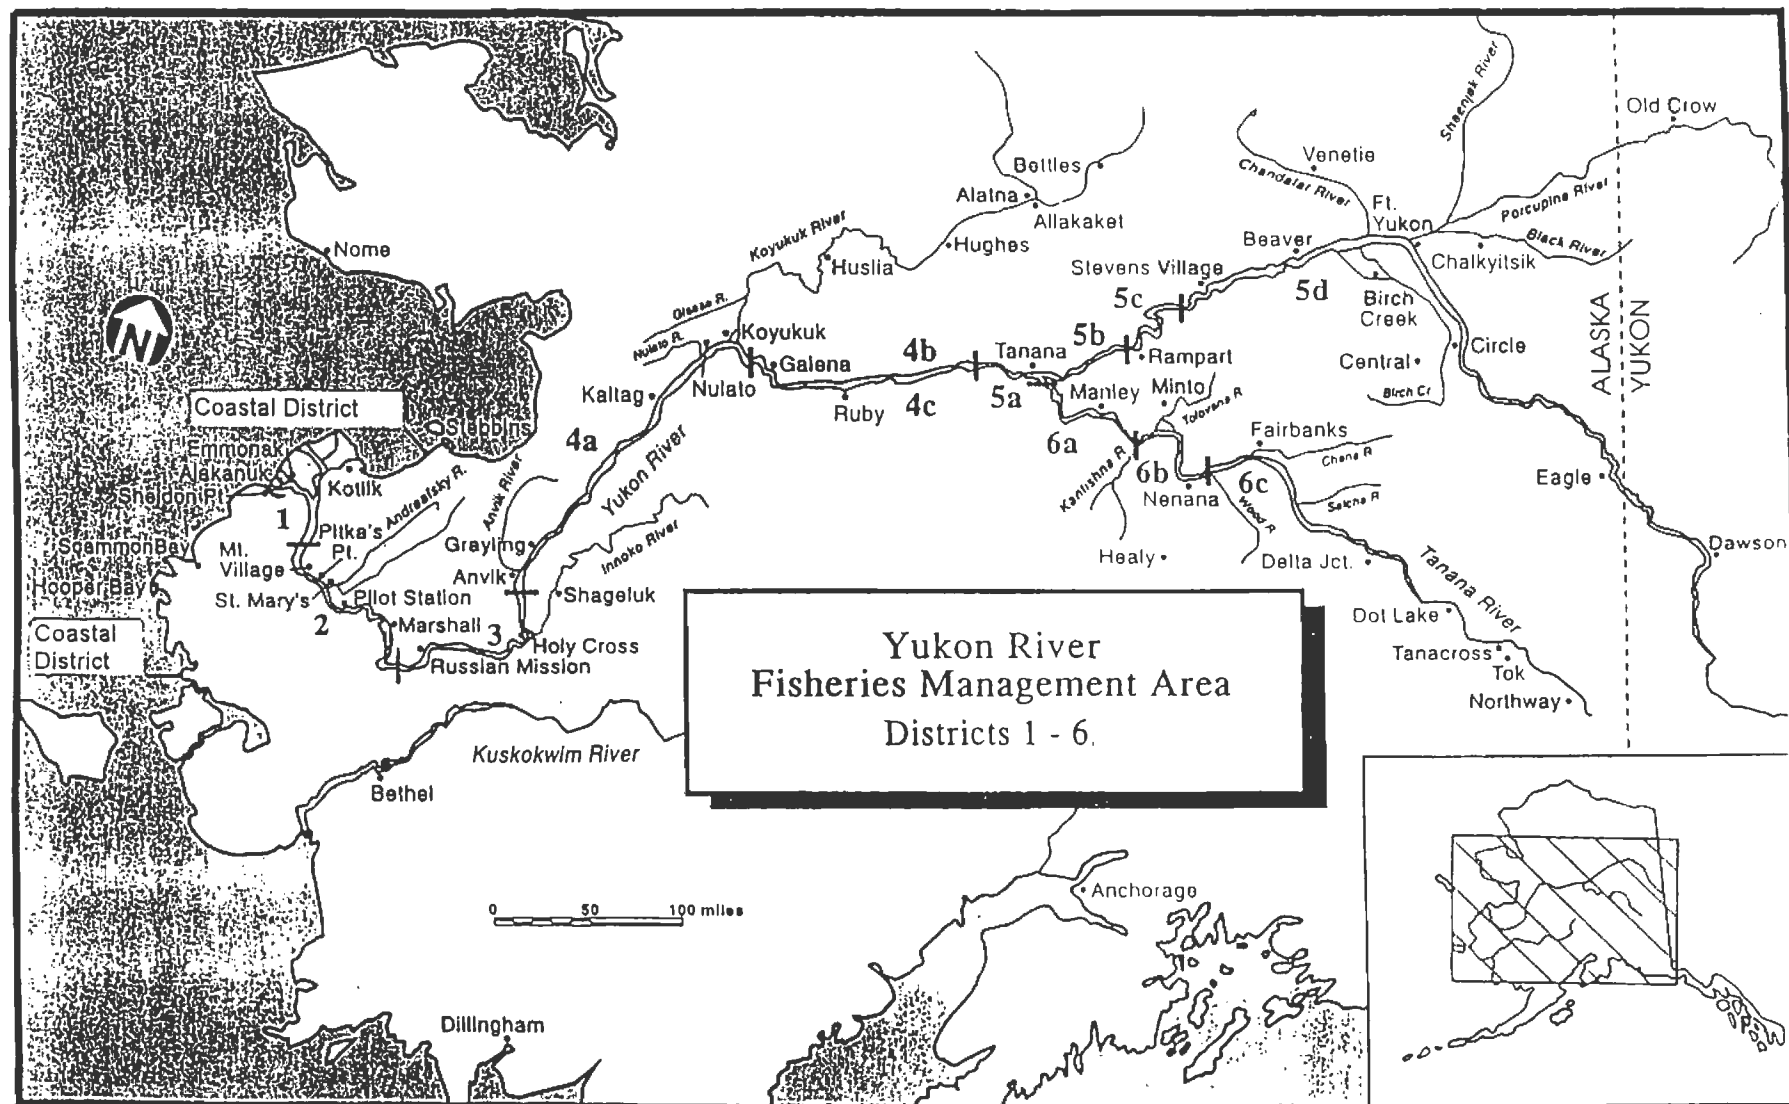 Old Crow
Sheenjek River
Venetie
Chandalar River
Bettles
Alatna
Allakaket
Ft.
Yukon
Porcupine River
Black River
Koyukuk River
Hughes
Beaver
Chalkyitsik
Nome
Huslia
Stevens Village
5c
5d
Birch
Creek
ALASKA
YUKON
N
Gisasa R.
Koyukuk
Nulato R.
5b
Rampart
Circle
4b
Tanana
Galena
Central
Kaltag
Nulato
Manley
Minto
Birch Cr
Coastal District
Ruby
4c
5a
Tolovana R
Stebbins
4a
6a
Fairbanks
Emmonak
Alakanuk
Sheldon Pt.
Kotlik
Andreafsky R.
Anvik River
Yukon River
Kantishna R.
6b
6c
Chena R
Nenana
Wood R
Salcha R
Eagle
1
Pitka's
Pt.
Scammon Bay
Mt.
Village
Grayling
Innoko River
Healy
Delta Jct.
Dawson
Hooper Bay
St. Mary's
Anvik
Pilot Station
Shageluk
Tanana River
2
Marshall
3
Holy Cross
Russian Mission
Dot Lake
Coastal
District
Tanacross
Tok
Northway
Yukon River
Fisheries Management Area
Districts 1 - 6
Kuskokwim River
Bethel
Anchorage
0 50 100 miles
Dillingham